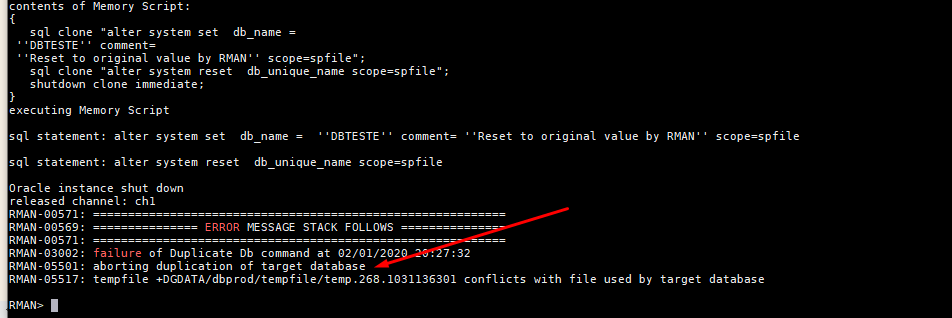 contents of Memory Script:
{
   sql clone "alter system set  db_name =
 ''DBTESTE'' comment=
 ''Reset to original value by RMAN'' scope=spfile";
   sql clone "alter system reset  db_unique_name scope=spfile";
   shutdown clone immediate;
}
executing Memory Script

sql statement: alter system set  db_name =  ''DBTESTE'' comment= ''Reset to original value by RMAN'' scope=spfile

sql statement: alter system reset  db_unique_name scope=spfile

Oracle instance shut down
released channel: ch1
RMAN-00571: ===========================================================
RMAN-00569: =============== ERROR MESSAGE STACK FOLLOWS ===============
RMAN-00571: ===========================================================
RMAN-03002: failure of Duplicate Db command at 02/01/2020 20:27:32
RMAN-05501: aborting duplication of target database
RMAN-05517: tempfile +DGDATA/dbprod/tempfile/temp.268.1031136301 conflicts with file used by target database

RMAN>